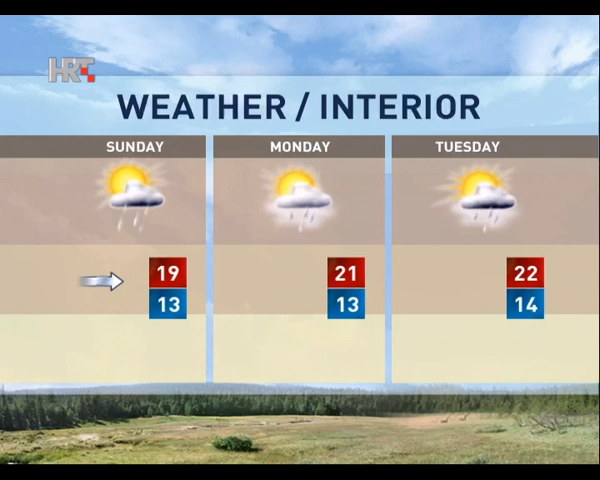 HRT
WEATHER / INTERIOR
SUNDAY MONDAY TUESDAY
19 21 22
13 13 14